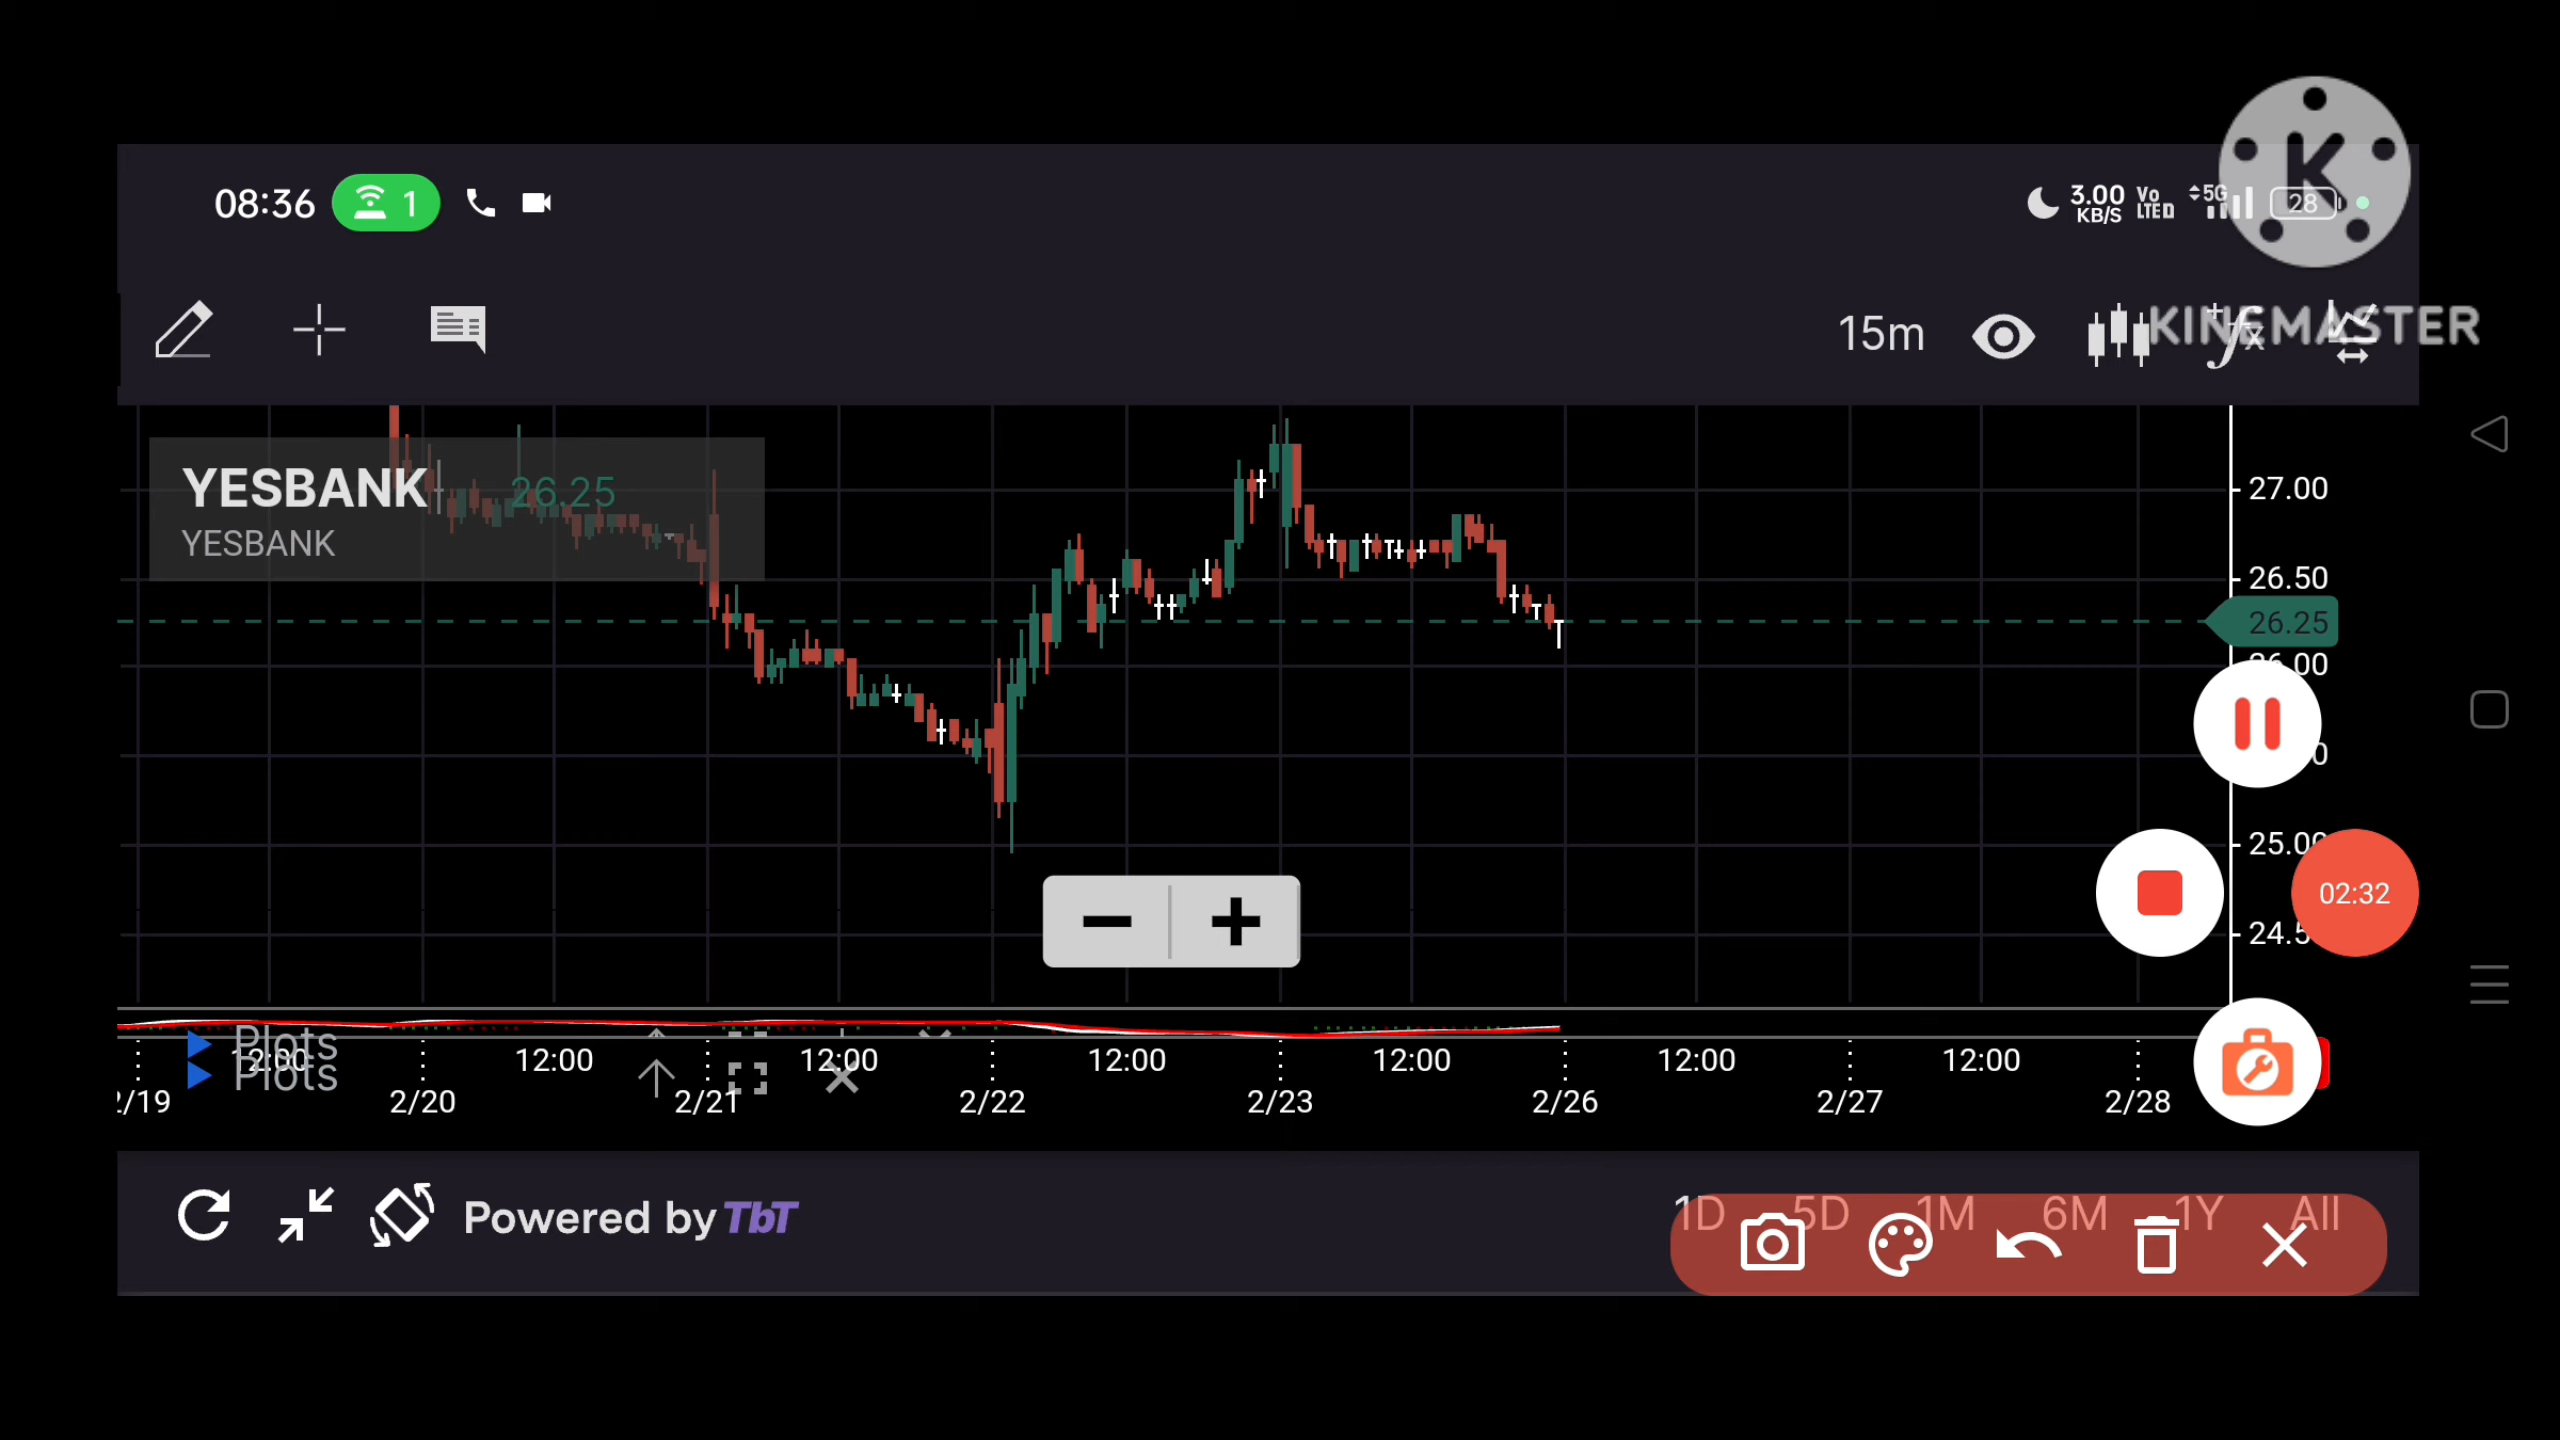 08:36 1
3.00 KB/S Vo LTE D 5G 28
KINEMASTER
15m
YESBANK 26.25
YESBANK
27.00
26.50
26.25
25.00
02:32
Plots
Plots
12:00 12:00 12:00 12:00 12:00 12:00 12:00
2/20 2/21 2/22 2/23 2/26 2/27 2/28
Powered by TbT
1D 5D 1M 6M 1Y All